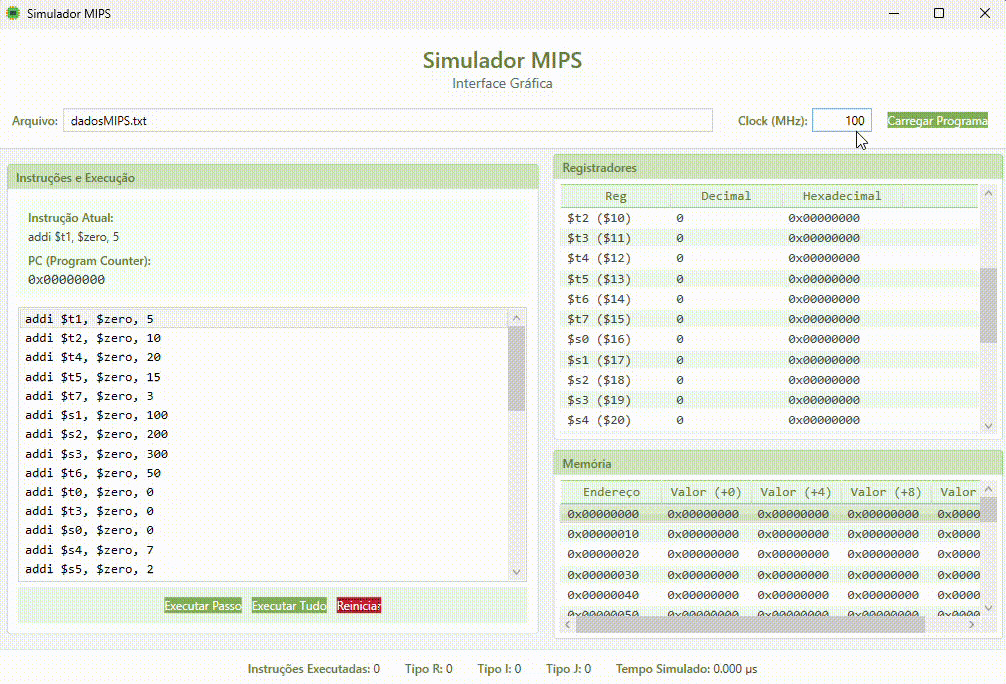 Simulador MIPS
Simulador MIPS
Interface Gráfica
Arquivo: dadosMIPS.txt Clock (MHz): 100 Carregar Programa
Instruções e Execução
Instrução Atual:
addi $t1, $zero, 5
PC (Program Counter):
0x00000000
addi $t1, $zero, 5
addi $t2, $zero, 10
addi $t4, $zero, 20
addi $t5, $zero, 15
addi $t7, $zero, 3
addi $s1, $zero, 100
addi $s2, $zero, 200
addi $s3, $zero, 300
addi $t6, $zero, 50
addi $t0, $zero, 0
addi $t3, $zero, 0
addi $s0, $zero, 0
addi $s4, $zero, 7
addi $s5, $zero, 2
Executar Passo Executar Tudo Reiniciar
Registradores
Reg Decimal Hexadecimal
$t2 ($10) 0 0x00000000
$t3 ($11) 0 0x00000000
$t4 ($12) 0 0x00000000
$t5 ($13) 0 0x00000000
$t6 ($14) 0 0x00000000
$t7 ($15) 0 0x00000000
$s0 ($16) 0 0x00000000
$s1 ($17) 0 0x00000000
$s2 ($18) 0 0x00000000
$s3 ($19) 0 0x00000000
$s4 ($20) 0 0x00000000
Memória
Endereço Valor (+0) Valor (+4) Valor (+8) Valor
0x00000000 0x00000000 0x00000000 0x00000000 0x0000
0x00000010 0x00000000 0x00000000 0x00000000 0x0000
0x00000020 0x00000000 0x00000000 0x00000000 0x0000
0x00000030 0x00000000 0x00000000 0x00000000 0x0000
0x00000040 0x00000000 0x00000000 0x00000000 0x0000
0x00000050 0x00000000 0x00000000 0x00000000 0x0000
Instruções Executadas: 0 Tipo R: 0 Tipo I: 0 Tipo J: 0 Tempo Simulado: 0.000 µs